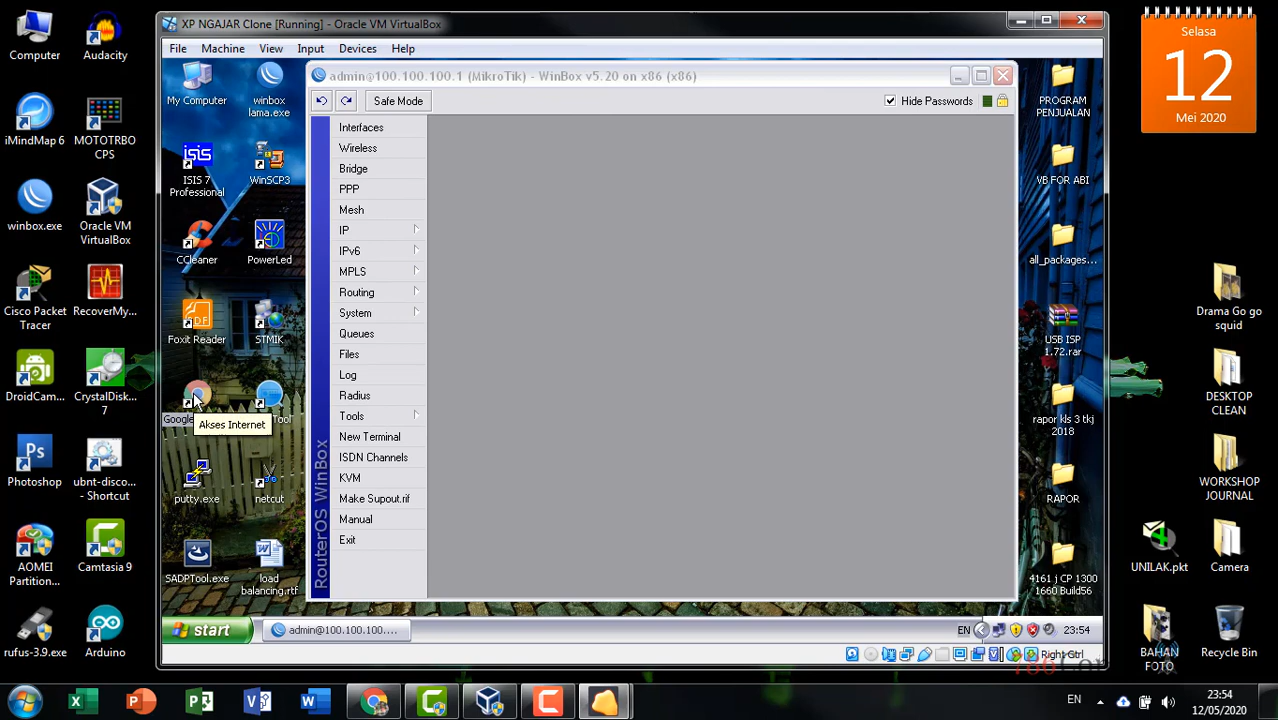 XP NGAJAR Clone [Running] - Oracle VM VirtualBox
File Machine View Input Devices Help
admin@100.100.100.1 (MikroTik) - WinBox v5.20 on x86 (x86)
Safe Mode
Hide Passwords
Interfaces
Wireless
Bridge
PPP
Mesh
IP
IPv6
MPLS
Routing
System
Queues
Files
Log
Radius
Tools
New Terminal
ISDN Channels
KVM
Make Supout.rif
Manual
Exit
RouterOS WinBox
Computer
Audacity
iMindMap 6
MOTOTRBO
CPS
winbox.exe
Oracle VM
VirtualBox
Cisco Packet
Tracer
RecoverMy...
DroidCam...
CrystalDisk...
7
Photoshop
ubnt-disco...
- Shortcut
AOMEI
Partition...
Camtasia 9
rufus-3.9.exe
Arduino
My Computer
winbox
lama.exe
ISIS 7
Professional
WinSCP3
CCleaner
PowerLed
Foxit Reader
STMIK
Google
Tool
Akses Internet
putty.exe
netcut
SADPTool.exe
load
balancing.rtf
PROGRAM
PENJUALAN
VB FOR ABI
all_packages...
USB ISP
1.72.rar
rapor kls 3 tkj
2018
RAPOR
4161 j CP 1300
1660 Build56
start
admin@100.100.100....
EN
23:54
Right Ctrl
Selasa
12
Mei 2020
Drama Go go
squid
DESKTOP
CLEAN
WORKSHOP
JOURNAL
UNILAK.pkt
Camera
BAHAN
FOTO
Recycle Bin
EN
23:54
12/05/2020